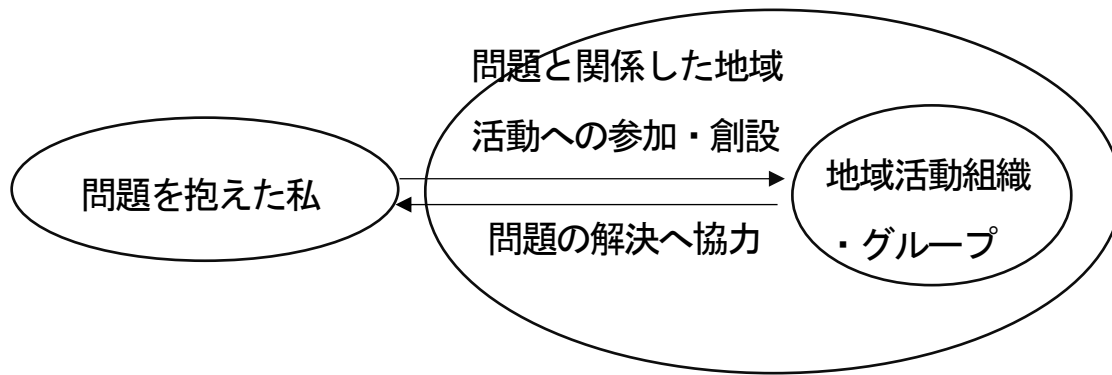 問題と関係した地域
活動への参加・創設
問題を抱えた私
地域活動組織
・グループ
問題の解決へ協力